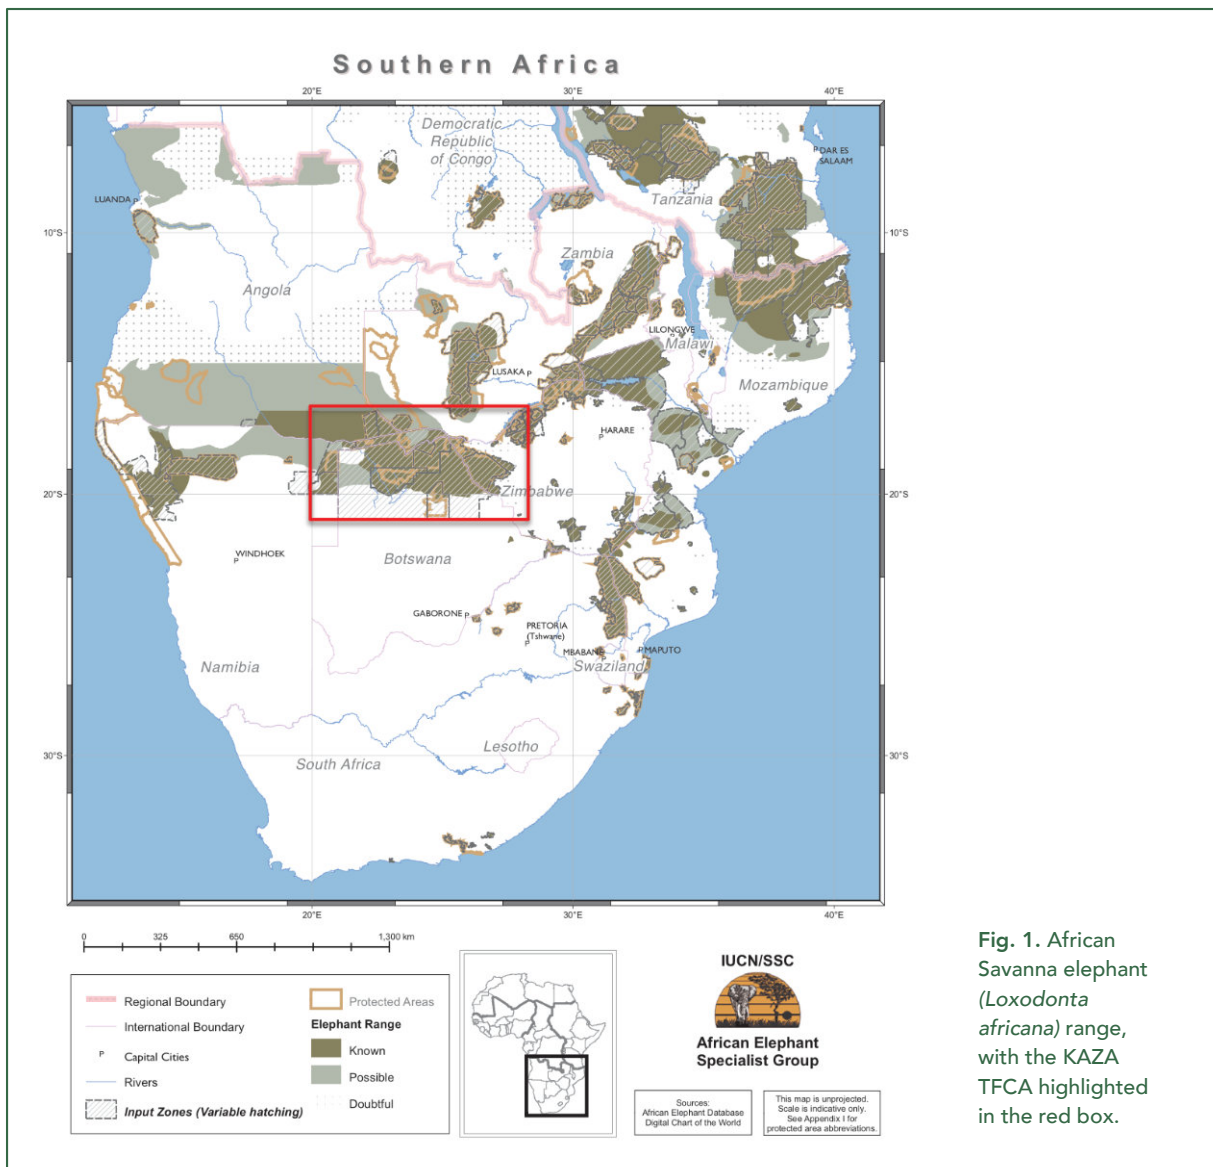 Southern Africa
20°E
30°E
40°E
Democratic
Republic
of Congo
DAR ES
SALAAM
P
LUANDA P
Tanzania
10°S
10°S
Zambia
Angola
LILONGWE
P
Malawi
LUSAKA P
Mozambique
HARARE
P
20°S
Zimbabwe
20°S
WINDHOEK
P
Botswana
GABORONE P
PRETORIA
(Tshwane)
P
MBABANE
P
P MAPUTO
Namibia
Swaziland
Lesotho
30°S
30°S
South Africa
20°E
30°E
40°E
0
325
650
1,300 km
Regional Boundary
International Boundary
P Capital Cities
Rivers
Input Zones (Variable hatching)
Protected Areas
Elephant Range
Known
Possible
Doubtful
IUCN/SSC
African Elephant
Specialist Group
Sources:
African Elephant Database
Digital Chart of the World
This map is unprojected.
Scale is indicative only.
See Appendix I for
protected area abbreviations.
Fig. 1. African
Savanna elephant
(Loxodonta
africana) range,
with the KAZA
TFCA highlighted
in the red box.